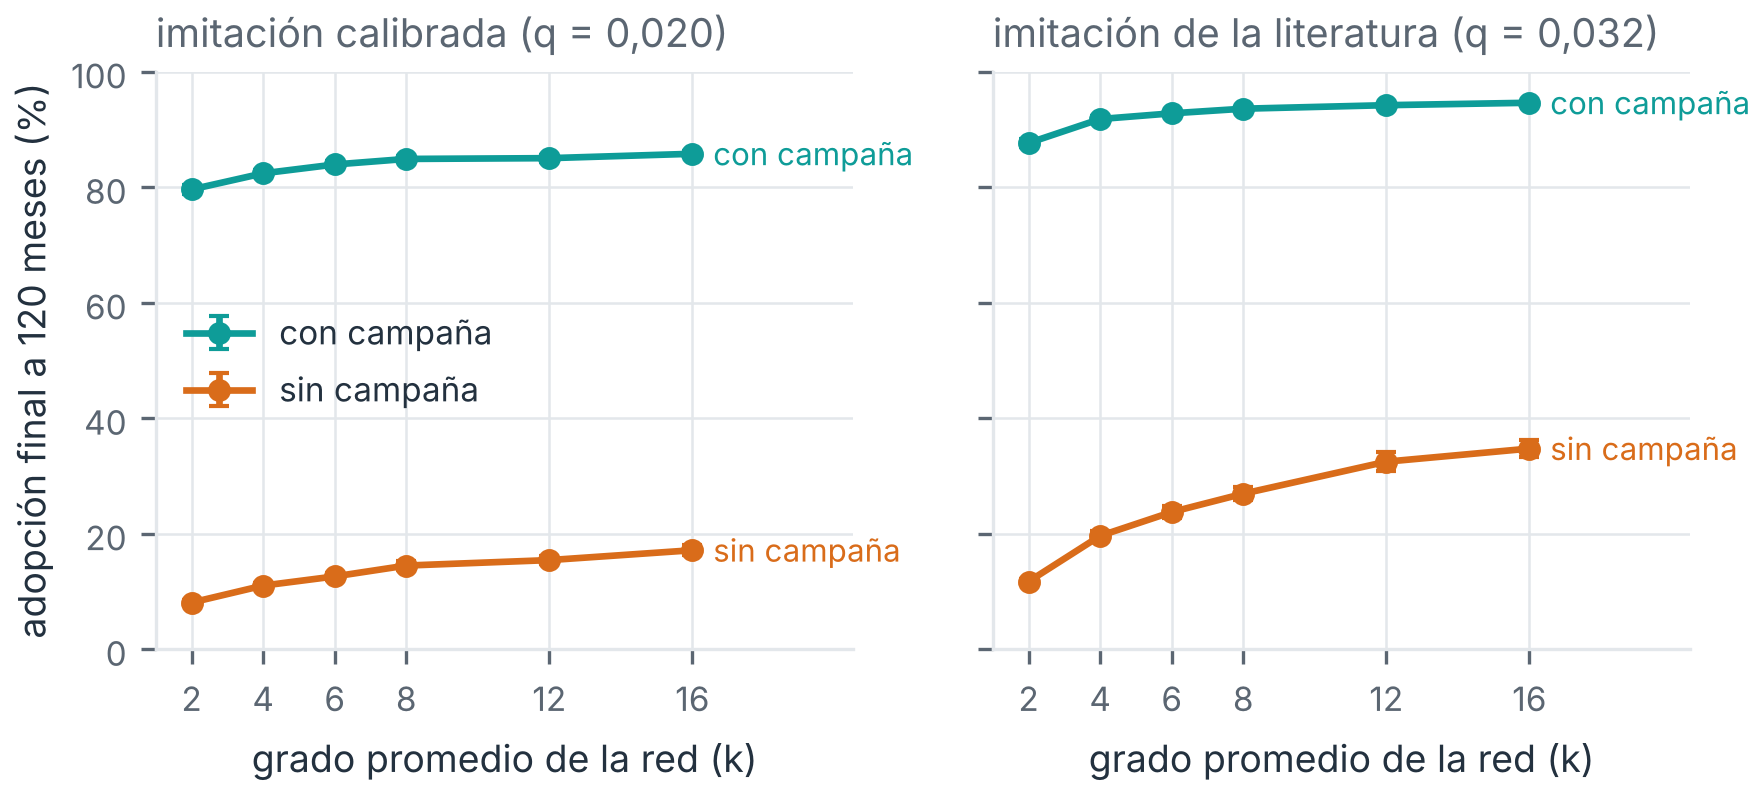 imitación calibrada (q = 0,020)
imitación de la literatura (q = 0,032)
adopción final a 120 meses (%)
100
80
60
40
20
0
con campaña
sin campaña
con campaña
sin campaña
con campaña
sin campaña
2 4 6 8 12 16
2 4 6 8 12 16
grado promedio de la red (k)
grado promedio de la red (k)